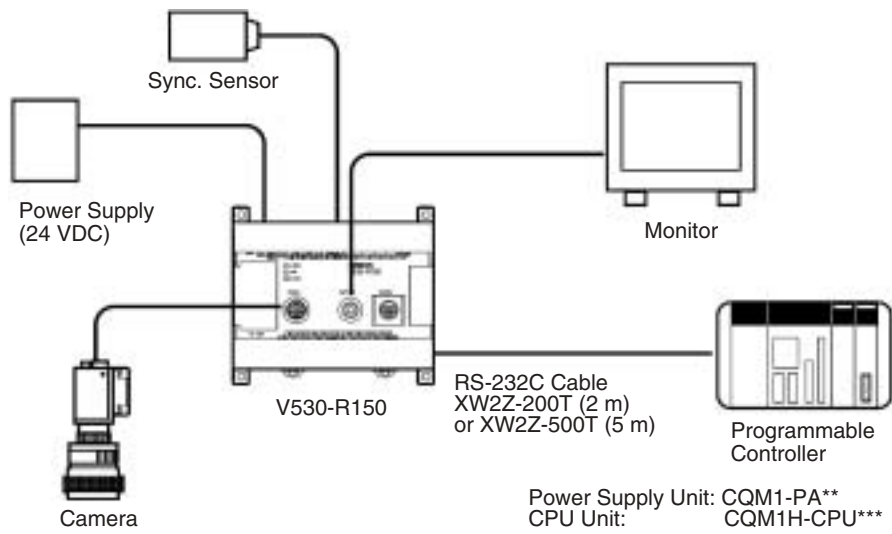 Sync. Sensor
Power Supply
(24 VDC)
Monitor
V530-R150
RS-232C Cable
XW2Z-200T (2 m)
or XW2Z-500T (5 m)
Programmable
Controller
Camera
Power Supply Unit: CQM1-PA**
CPU Unit: CQM1H-CPU***